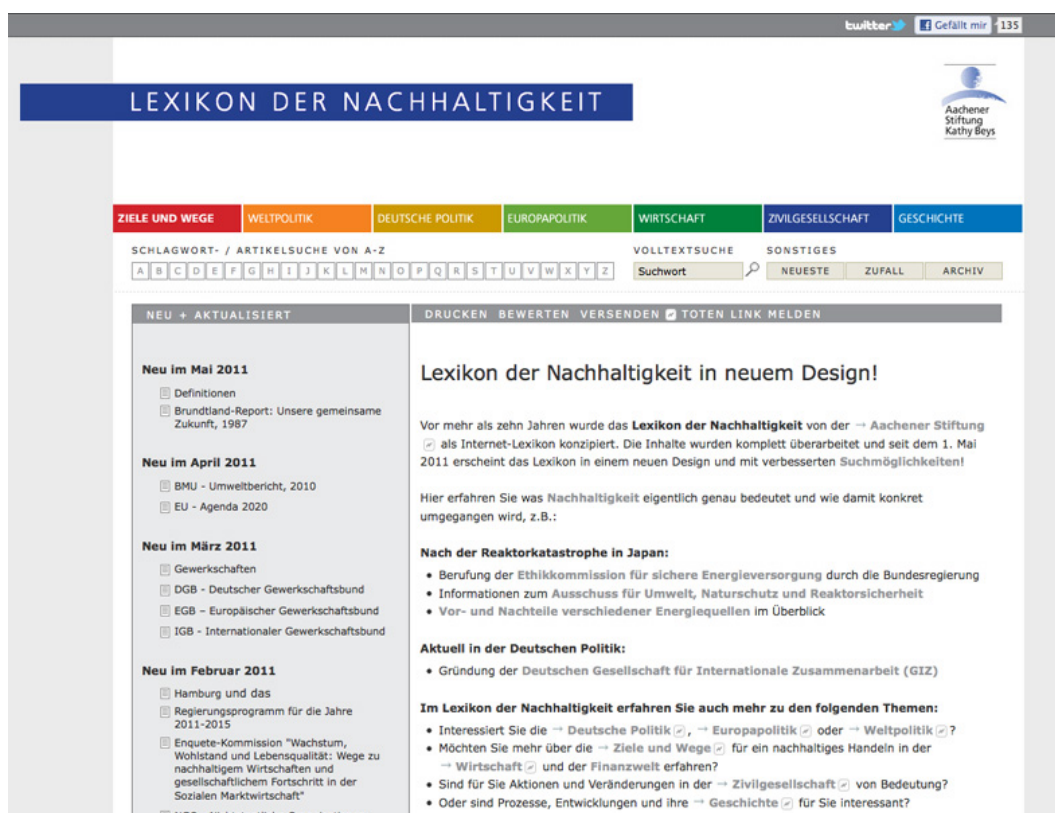 twitter Gefällt mir 135
LEXIKON DER NACHHALTIGKEIT
Aachener
Stiftung
Kathy Beys
ZIELE UND WEGE WELTPOLITIK DEUTSCHE POLITIK EUROPAPOLITIK WIRTSCHAFT ZIVILGESELLSCHAFT GESCHICHTE
SCHLAGWORT- / ARTIKELSUCHE VON A-Z VOLLTEXTSUCHE SONSTIGES
A B C D E F G H I J K L M N O P Q R S T U V W X Y Z Suchwort NEUESTE ZUFALL ARCHIV
NEU + AKTUALISIERT
Neu im Mai 2011
Definitionen
Brundtland-Report: Unsere gemeinsame
Zukunft, 1987
Neu im April 2011
BMU - Umweltbericht, 2010
EU - Agenda 2020
Neu im März 2011
Gewerkschaften
DGB - Deutscher Gewerkschaftsbund
EGB – Europäischer Gewerkschaftsbund
IGB - Internationaler Gewerkschaftsbund
Neu im Februar 2011
Hamburg und das
Regierungsprogramm für die Jahre
2011-2015
Enquete-Kommission "Wachstum,
Wohlstand und Lebensqualität: Wege zu
nachhaltigem Wirtschaften und
gesellschaftlichem Fortschritt in der
Sozialen Marktwirtschaft"
DRUCKEN BEWERTEN VERSENDEN TOTEN LINK MELDEN
Lexikon der Nachhaltigkeit in neuem Design!
Vor mehr als zehn Jahren wurde das Lexikon der Nachhaltigkeit von der → Aachener Stiftung
als Internet-Lexikon konzipiert. Die Inhalte wurden komplett überarbeitet und seit dem 1. Mai
2011 erscheint das Lexikon in einem neuen Design und mit verbesserten Suchmöglichkeiten!
Hier erfahren Sie was Nachhaltigkeit eigentlich genau bedeutet und wie damit konkret
umgegangen wird, z.B.:
Nach der Reaktorkatastrophe in Japan:
• Berufung der Ethikkommission für sichere Energieversorgung durch die Bundesregierung
• Informationen zum Ausschuss für Umwelt, Naturschutz und Reaktorsicherheit
• Vor- und Nachteile verschiedener Energiequellen im Überblick
Aktuell in der Deutschen Politik:
• Gründung der Deutschen Gesellschaft für Internationale Zusammenarbeit (GIZ)
Im Lexikon der Nachhaltigkeit erfahren Sie auch mehr zu den folgenden Themen:
• Interessiert Sie die → Deutsche Politik, → Europapolitik oder → Weltpolitik?
• Möchten Sie mehr über die → Ziele und Wege für ein nachhaltiges Handeln in der
→ Wirtschaft und der Finanzwelt erfahren?
• Sind für Sie Aktionen und Veränderungen in der → Zivilgesellschaft von Bedeutung?
• Oder sind Prozesse, Entwicklungen und ihre → Geschichte für Sie interessant?